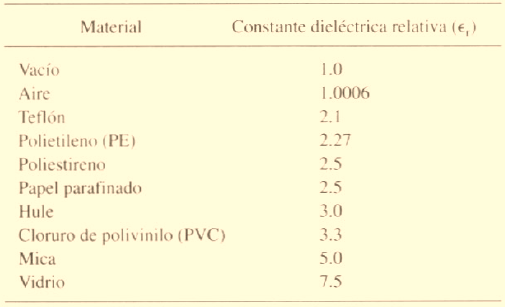 Material Constante dieléctrica relativa (ϵr)
Vacío 1.0
Aire 1.0006
Teflón 2.1
Polietileno (PE) 2.27
Poliestireno 2.5
Papel parafinado 2.5
Hule 3.0
Cloruro de polivinilo (PVC) 3.3
Mica 5.0
Vidrio 7.5